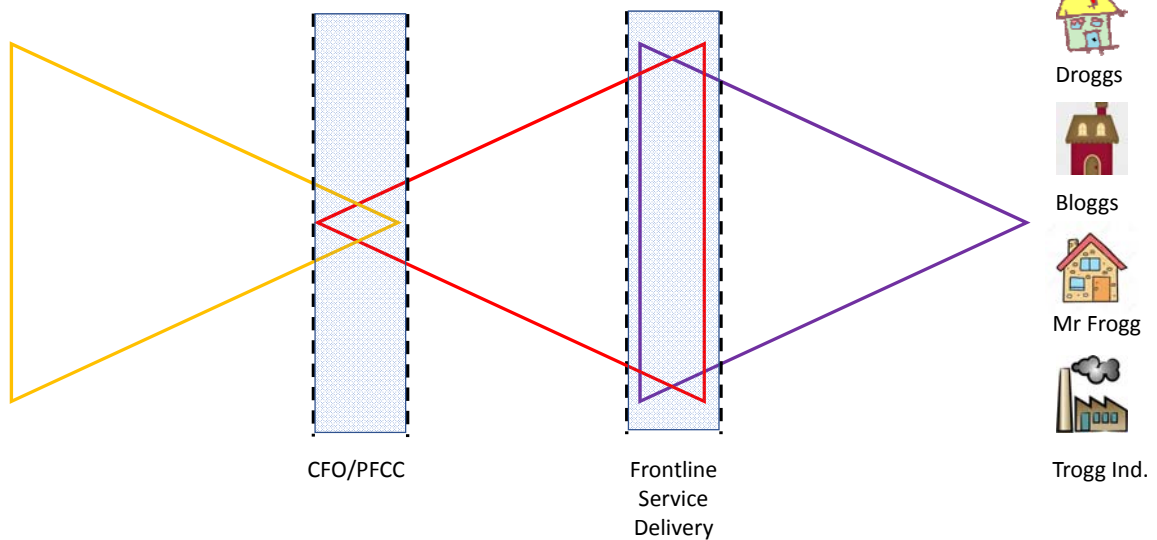 Droggs
Bloggs
Mr Frogg
CFO/PFCC
Frontline
Service
Delivery
Trogg Ind.